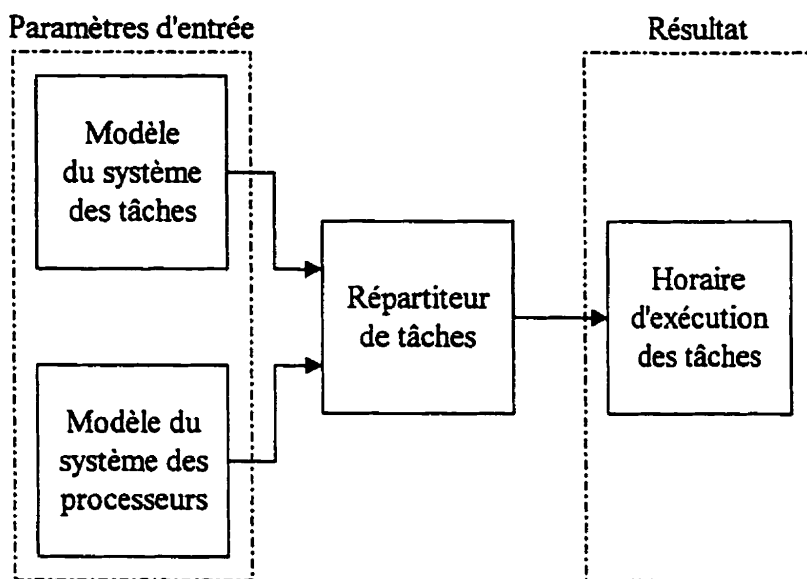 Paramètres d'entrée
Résultat
Modèle
du système
des tâches
Modèle du
système des
processeurs
Répartiteur
de tâches
Horaire
d'exécution
des tâches